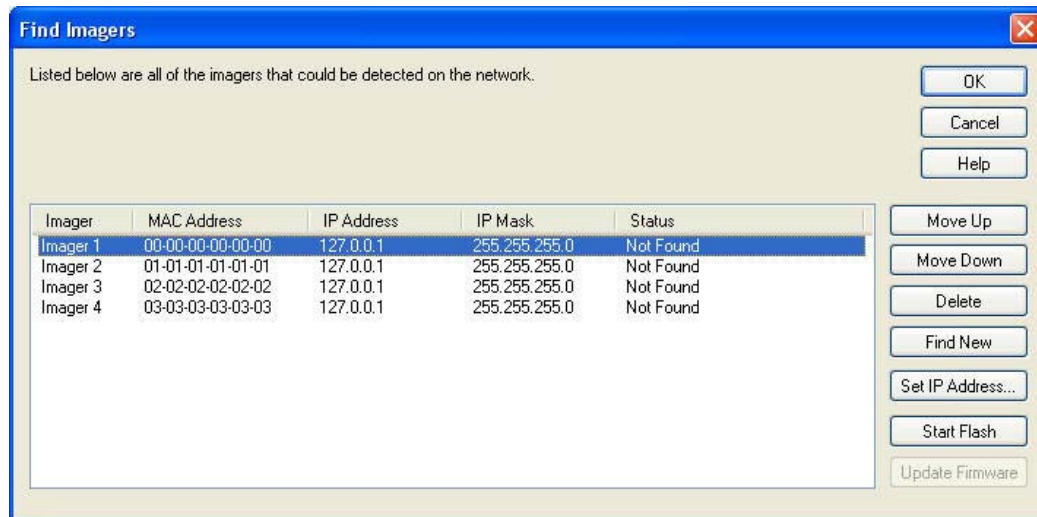 Find Imagers
Listed below are all of the imagers that could be detected on the network.
OK
Cancel
Help
Imager MAC Address IP Address IP Mask Status
Imager 1 00-00-00-00-00-00 127.0.0.1 255.255.255.0 Not Found
Imager 2 01-01-01-01-01-01 127.0.0.1 255.255.255.0 Not Found
Imager 3 02-02-02-02-02-02 127.0.0.1 255.255.255.0 Not Found
Imager 4 03-03-03-03-03-03 127.0.0.1 255.255.255.0 Not Found
Move Up
Move Down
Delete
Find New
Set IP Address...
Start Flash
Update Firmware